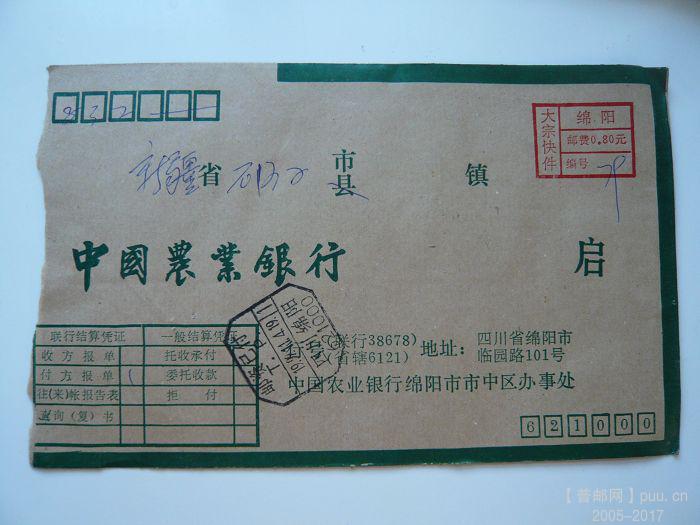 大宗快件
绵 阳
邮费0.80元
编号
新疆省 市县 镇
中國農業銀行 启
联行结算凭证 一般结算凭证
收方报单 托收承付
付方报单 委托收款
往(来)帐报告表 拒 付
查询(复)书
(联行38678)
(省辖6121)
地址: 四川省绵阳市
临园路101号
中国农业银行绵阳市市中区办事处
621000
【普邮网】puu.cn
2005-2017